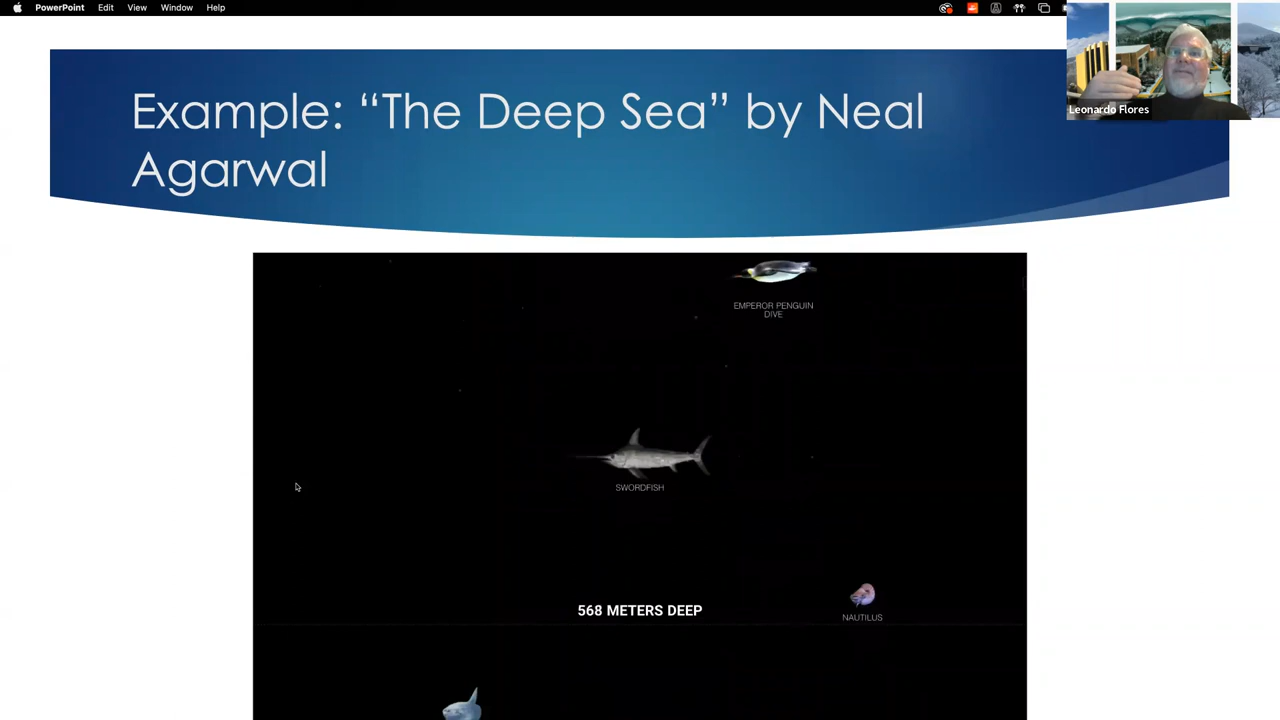 PowerPoint Edit View Window Help
Leonardo Flores
Example: “The Deep Sea” by Neal
Agarwal
EMPEROR PENGUIN
DIVE
SWORDFISH
568 METERS DEEP
NAUTILUS